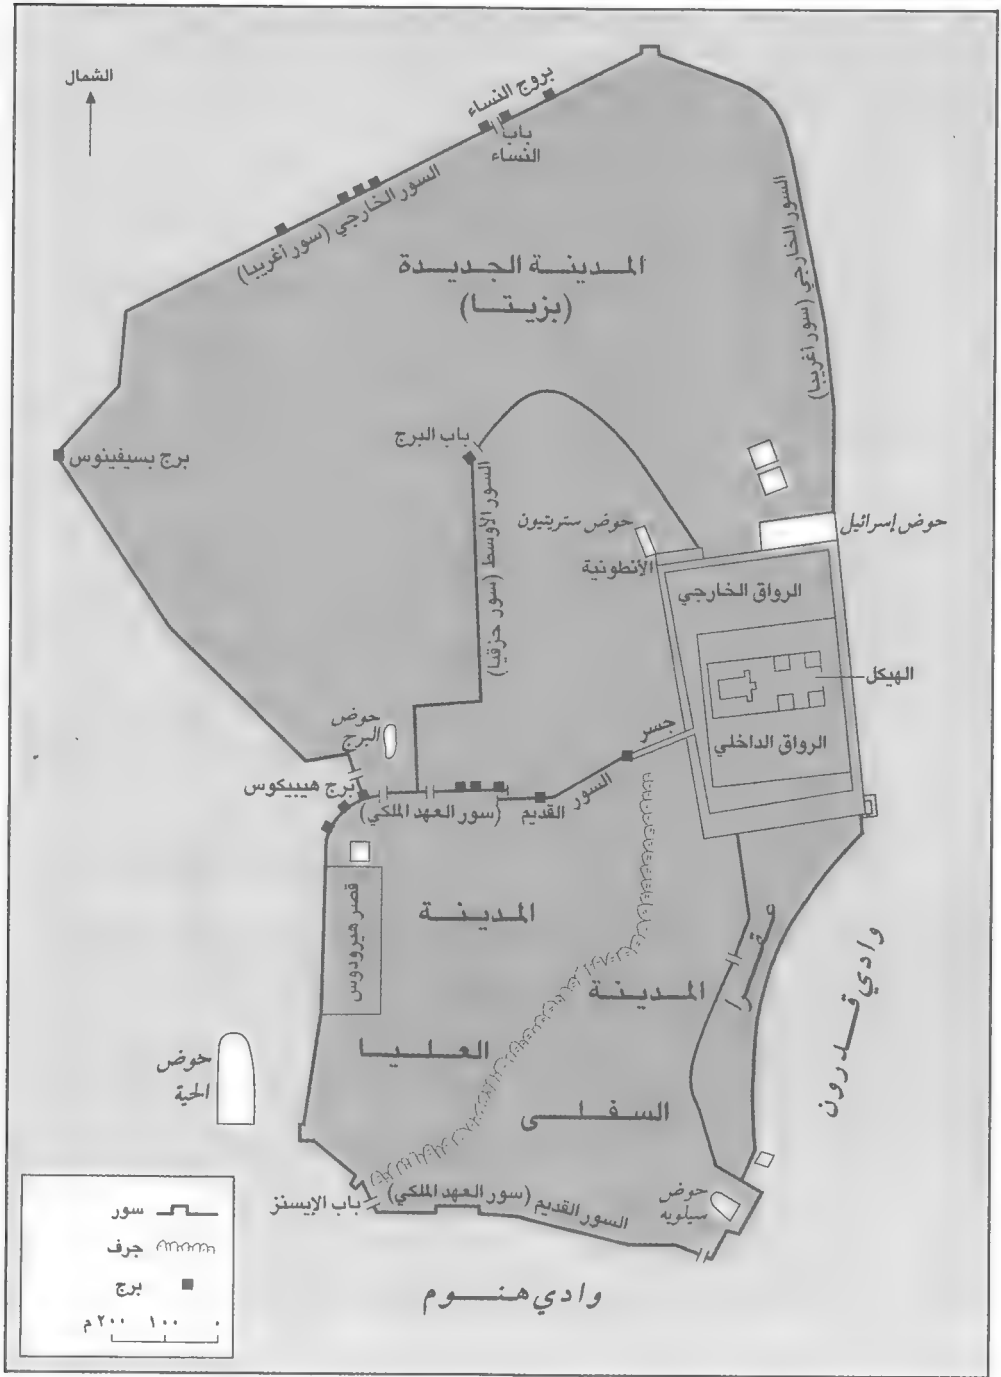 الشمال
بروج النساء
باب
النساء
السور الخارجي (سور أغريبا)
السور الخارجي (سور أغريبا)
المدينة الجديدة
(بزيتا)
باب البرج
برج بسيفينوس
السور الأوسط (سور حزقيا)
حوض ستريتيون
حوض إسرائيل
الأنطونية
الرواق الخارجي
الهيكل
الرواق الداخلي
جسر
حوض
البرج
برج هيبيكوس
السور القديم (سور العهد الملكي)
قصر هيرودوس
المدينة
العليا
المدينة
السفلى
عقرا
وادي قدرون
حوض
الحية
باب الإيسنز
السور القديم (سور العهد الملكي)
حوض
سيلويه
وادي هنوم
سور
جرف
برج
٠ ١٠٠ ٢٠٠ م